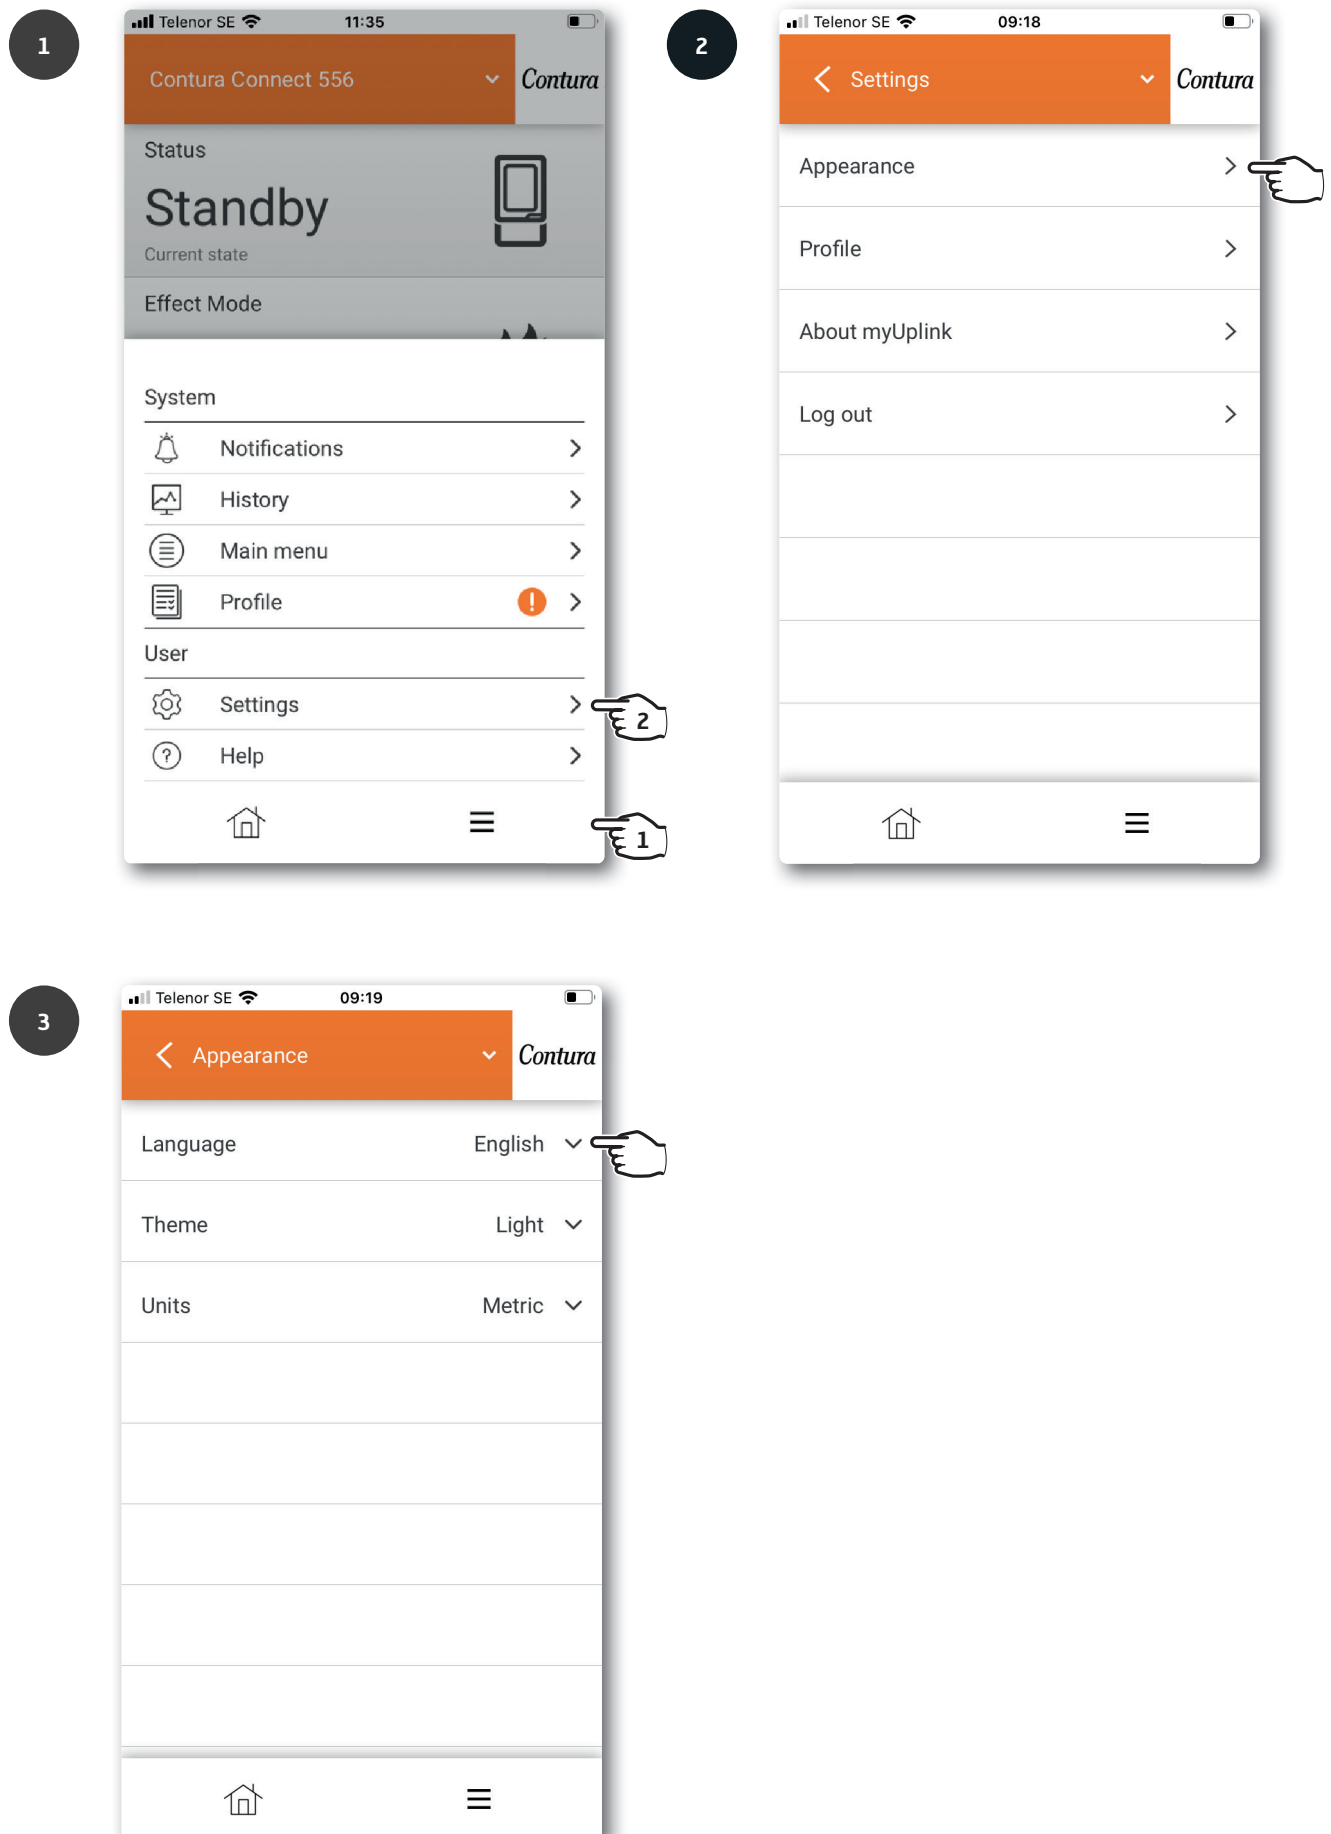 1
Telenor SE 11:35
Contura Connect 556 Contura
Status
Standby
Current state
Effect Mode
System
Notifications
History
Main menu
Profile !
User
Settings 2
? Help
1
2
Telenor SE 09:18
Settings Contura
Appearance
Profile
About myUplink
Log out
3
Telenor SE 09:19
Appearance Contura
Language English
Theme Light
Units Metric